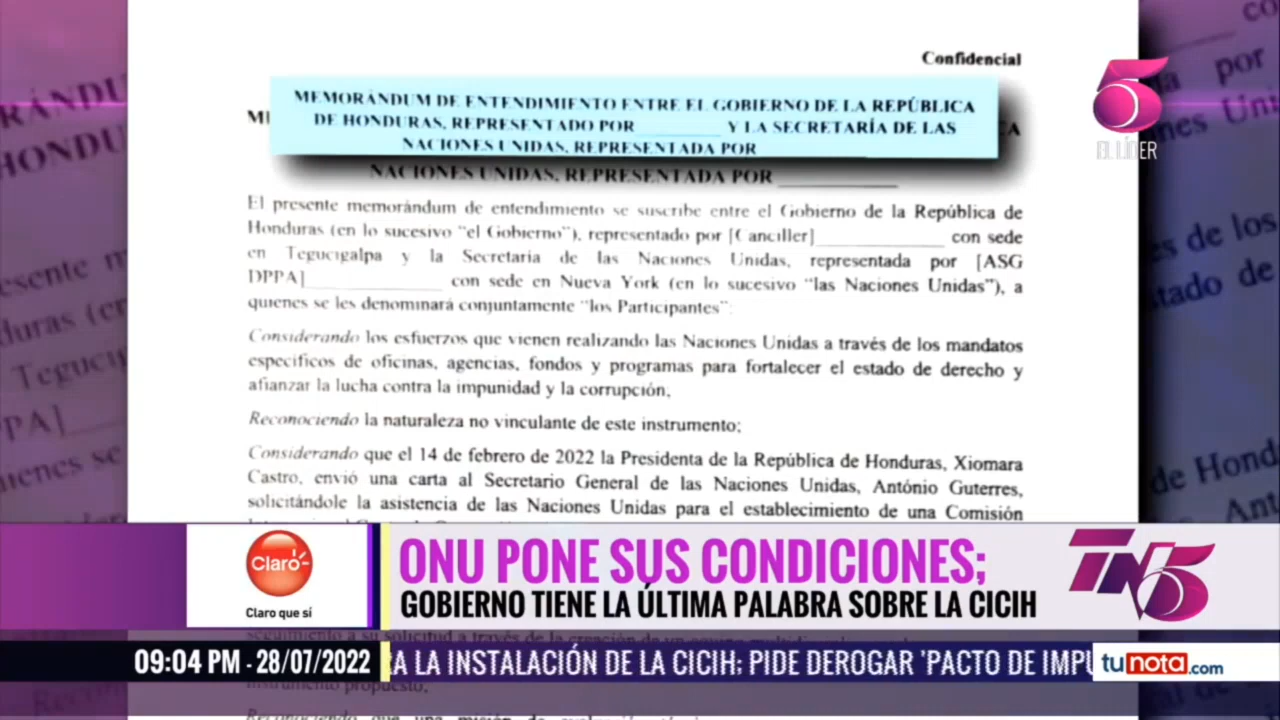 Confidencial
MEMORÁNDUM DE ENTENDIMIENTO ENTRE EL GOBIERNO DE LA REPÚBLICA
DE HONDURAS, REPRESENTADO POR ________ Y LA SECRETARÍA DE LAS
NACIONES UNIDAS, REPRESENTADA POR
NACIONES UNIDAS, REPRESENTADA POR ________
El presente memorándum de entendimiento se suscribe entre el Gobierno de la República de
Honduras (en lo sucesivo "el Gobierno"), representado por [Canciller]________ con sede
en Tegucigalpa y la Secretaría de las Naciones Unidas, representada por [ASG
DPPA]________ con sede en Nueva York (en lo sucesivo "las Naciones Unidas"), a
quienes se les denominará conjuntamente "los Participantes":
Considerando los esfuerzos que vienen realizando las Naciones Unidas a través de los mandatos
específicos de oficinas, agencias, fondos y programas para fortalecer el estado de derecho y
afianzar la lucha contra la impunidad y la corrupción,
Reconociendo la naturaleza no vinculante de este instrumento;
Considerando que el 14 de febrero de 2022 la Presidenta de la República de Honduras, Xiomara
Castro, envió una carta al Secretario General de las Naciones Unidas, António Guterres,
solicitándole la asistencia de las Naciones Unidas para el establecimiento de una Comisión
5
EL LÍDER
Claro
Claro que sí
ONU PONE SUS CONDICIONES;
GOBIERNO TIENE LA ÚLTIMA PALABRA SOBRE LA CICIH
TN5
09:04 PM - 28/07/2022
A LA INSTALACIÓN DE LA CICIH; PIDE DEROGAR 'PACTO DE IMPU
tunota.com